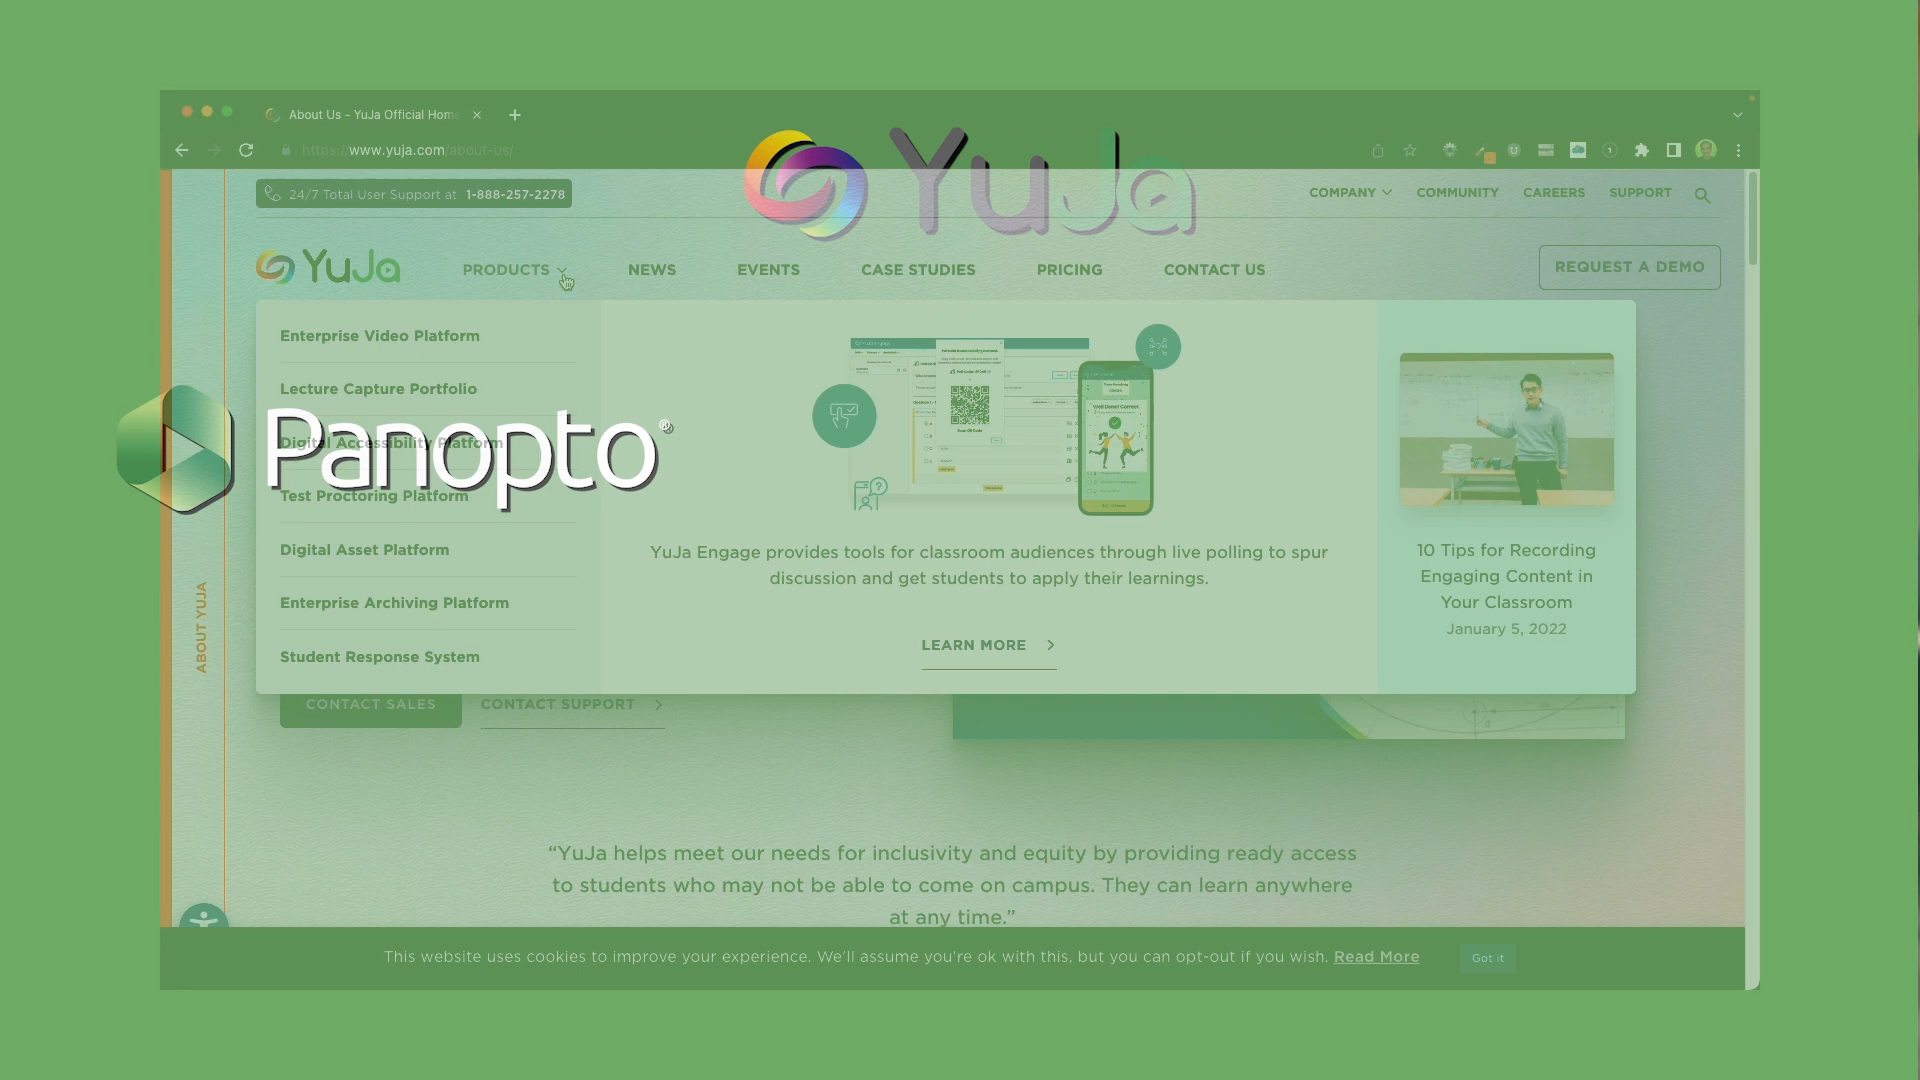 About Us - YuJa Official Home
https://www.yuja.com/about-us/
YuJa
24/7 Total User Support at 1-888-257-2278
COMPANY
COMMUNITY
CAREERS
SUPPORT
YuJa
PRODUCTS
NEWS
EVENTS
CASE STUDIES
PRICING
CONTACT US
REQUEST A DEMO
Enterprise Video Platform
Lecture Capture Portfolio
Digital Accessibility Platform
Panopto®
Test Proctoring Platform
Digital Asset Platform
Enterprise Archiving Platform
Student Response System
YuJa Engage provides tools for classroom audiences through live polling to spur
discussion and get students to apply their learnings.
LEARN MORE
10 Tips for Recording
Engaging Content in
Your Classroom
January 5, 2022
ABOUT YUJA
CONTACT SALES
CONTACT SUPPORT
“YuJa helps meet our needs for inclusivity and equity by providing ready access
to students who may not be able to come on campus. They can learn anywhere
at any time.”
This website uses cookies to improve your experience. We'll assume you're ok with this, but you can opt-out if you wish. Read More
Got it